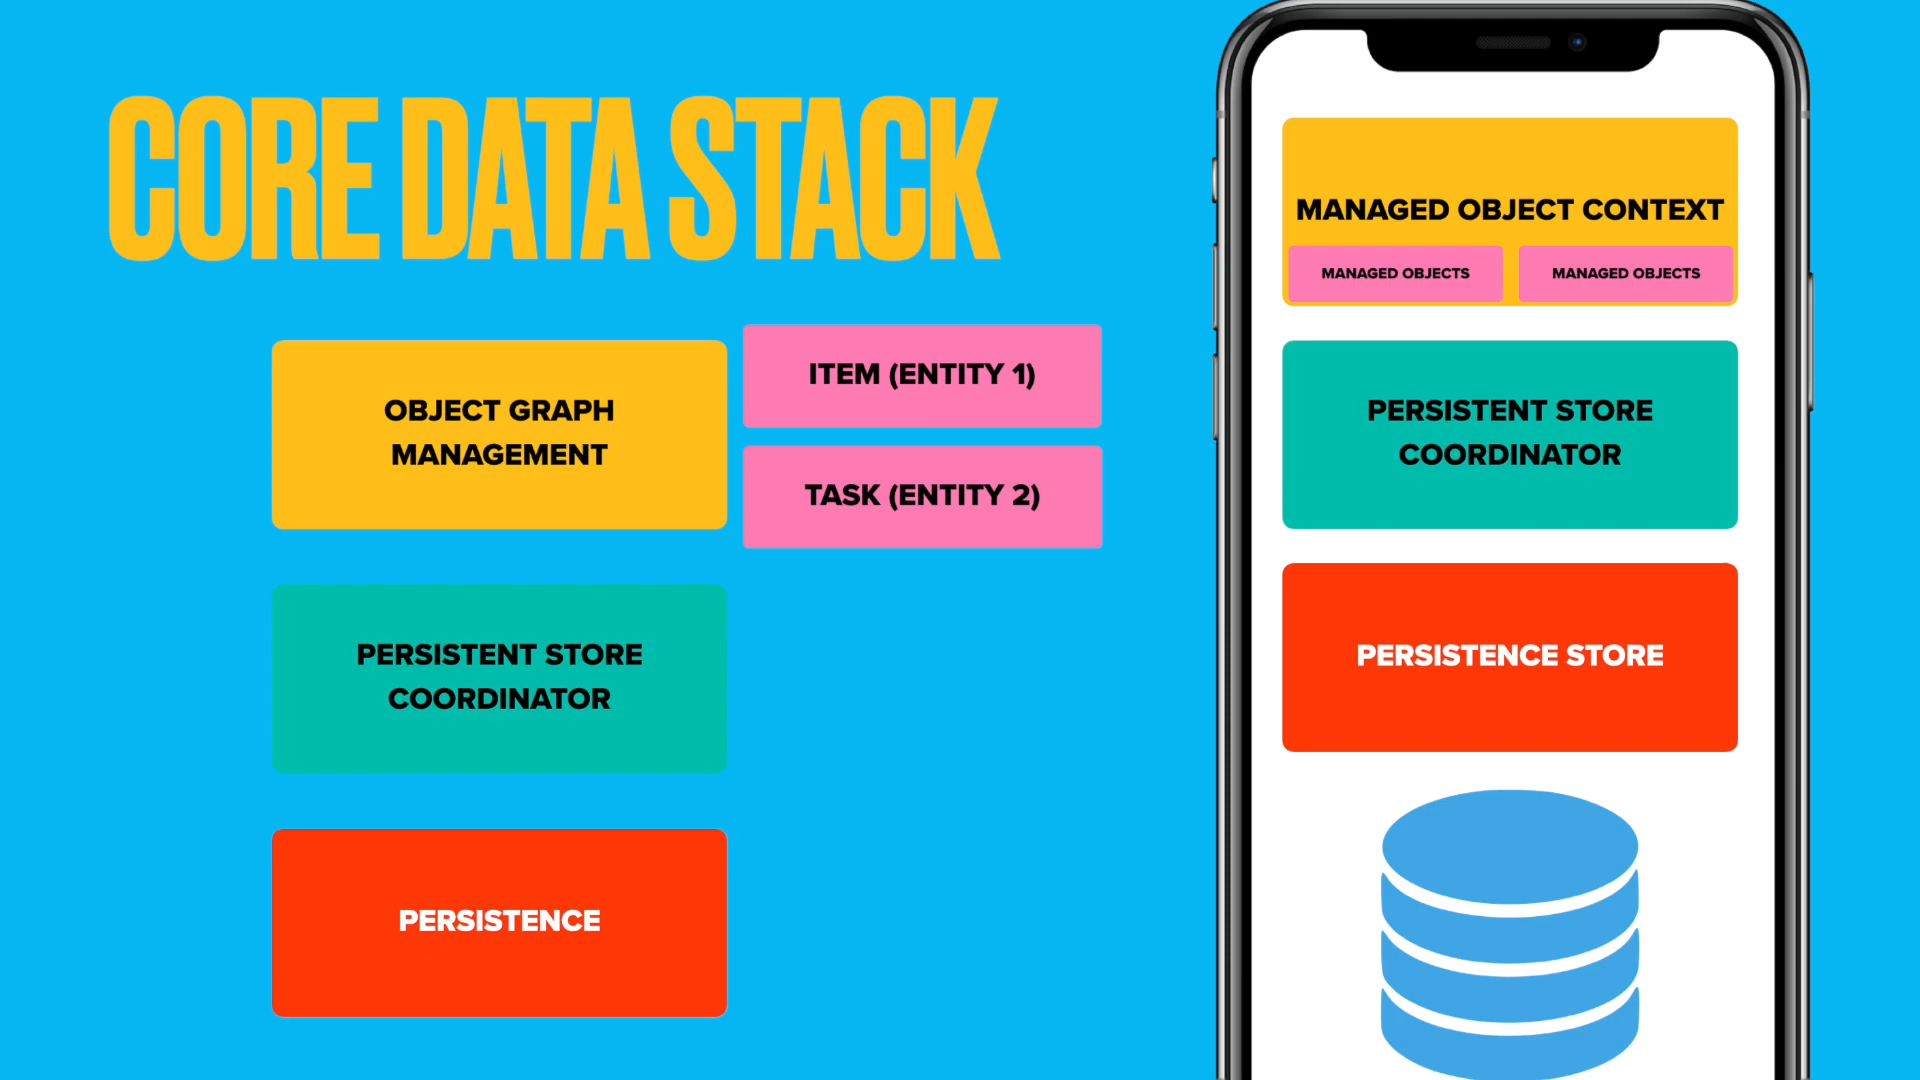 CORE DATA STACK
OBJECT GRAPH
MANAGEMENT
ITEM (ENTITY 1)
TASK (ENTITY 2)
PERSISTENT STORE
COORDINATOR
PERSISTENCE
MANAGED OBJECT CONTEXT
MANAGED OBJECTS
MANAGED OBJECTS
PERSISTENT STORE
COORDINATOR
PERSISTENCE STORE